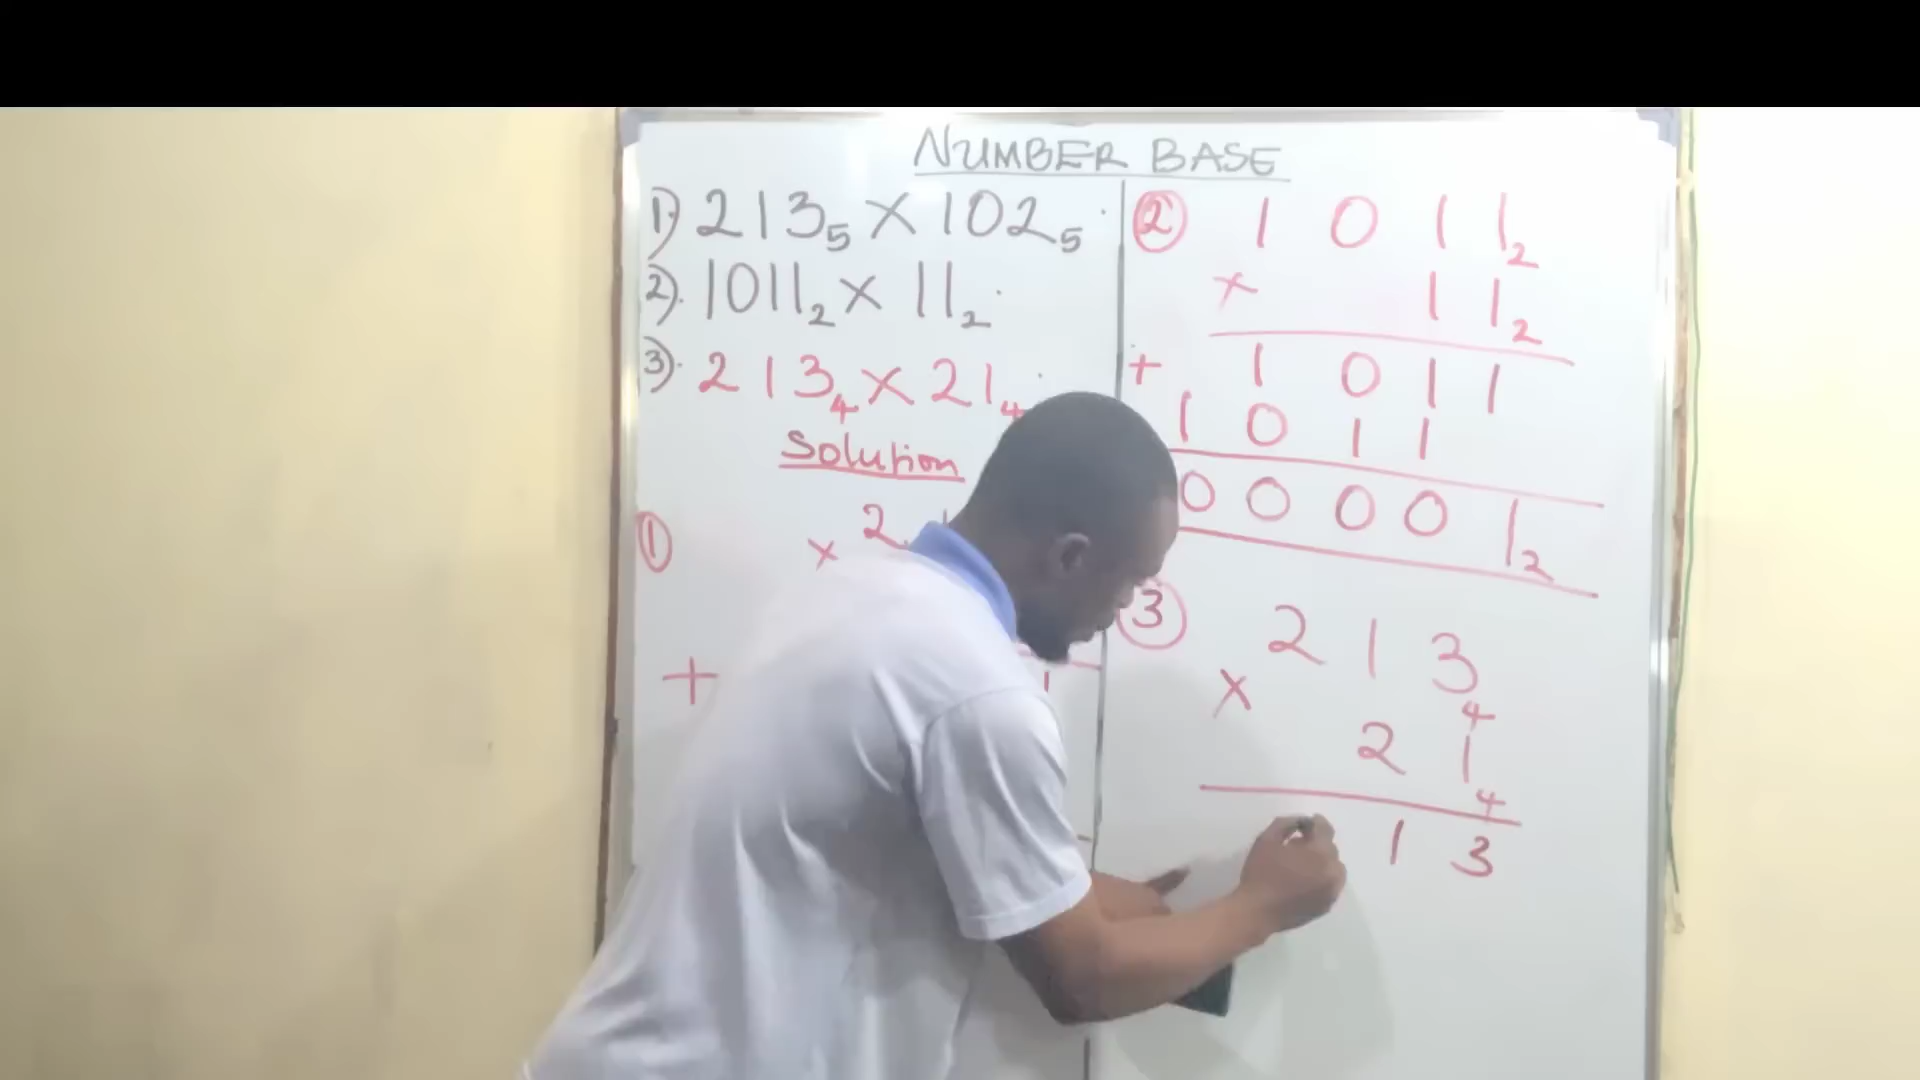 NUMBER BASE
1) 213₅ × 102₅
2). 1011₂ × 11₂
3). 213₄ × 21₄
Solution
① 2
×
+
② 1 0 1 1₂
× 1 1₂
+ 1 0 1 1
1 0 1 1
0 0 0 0 1₂
③ 2 1 3₄
× 2 1₄
1 3